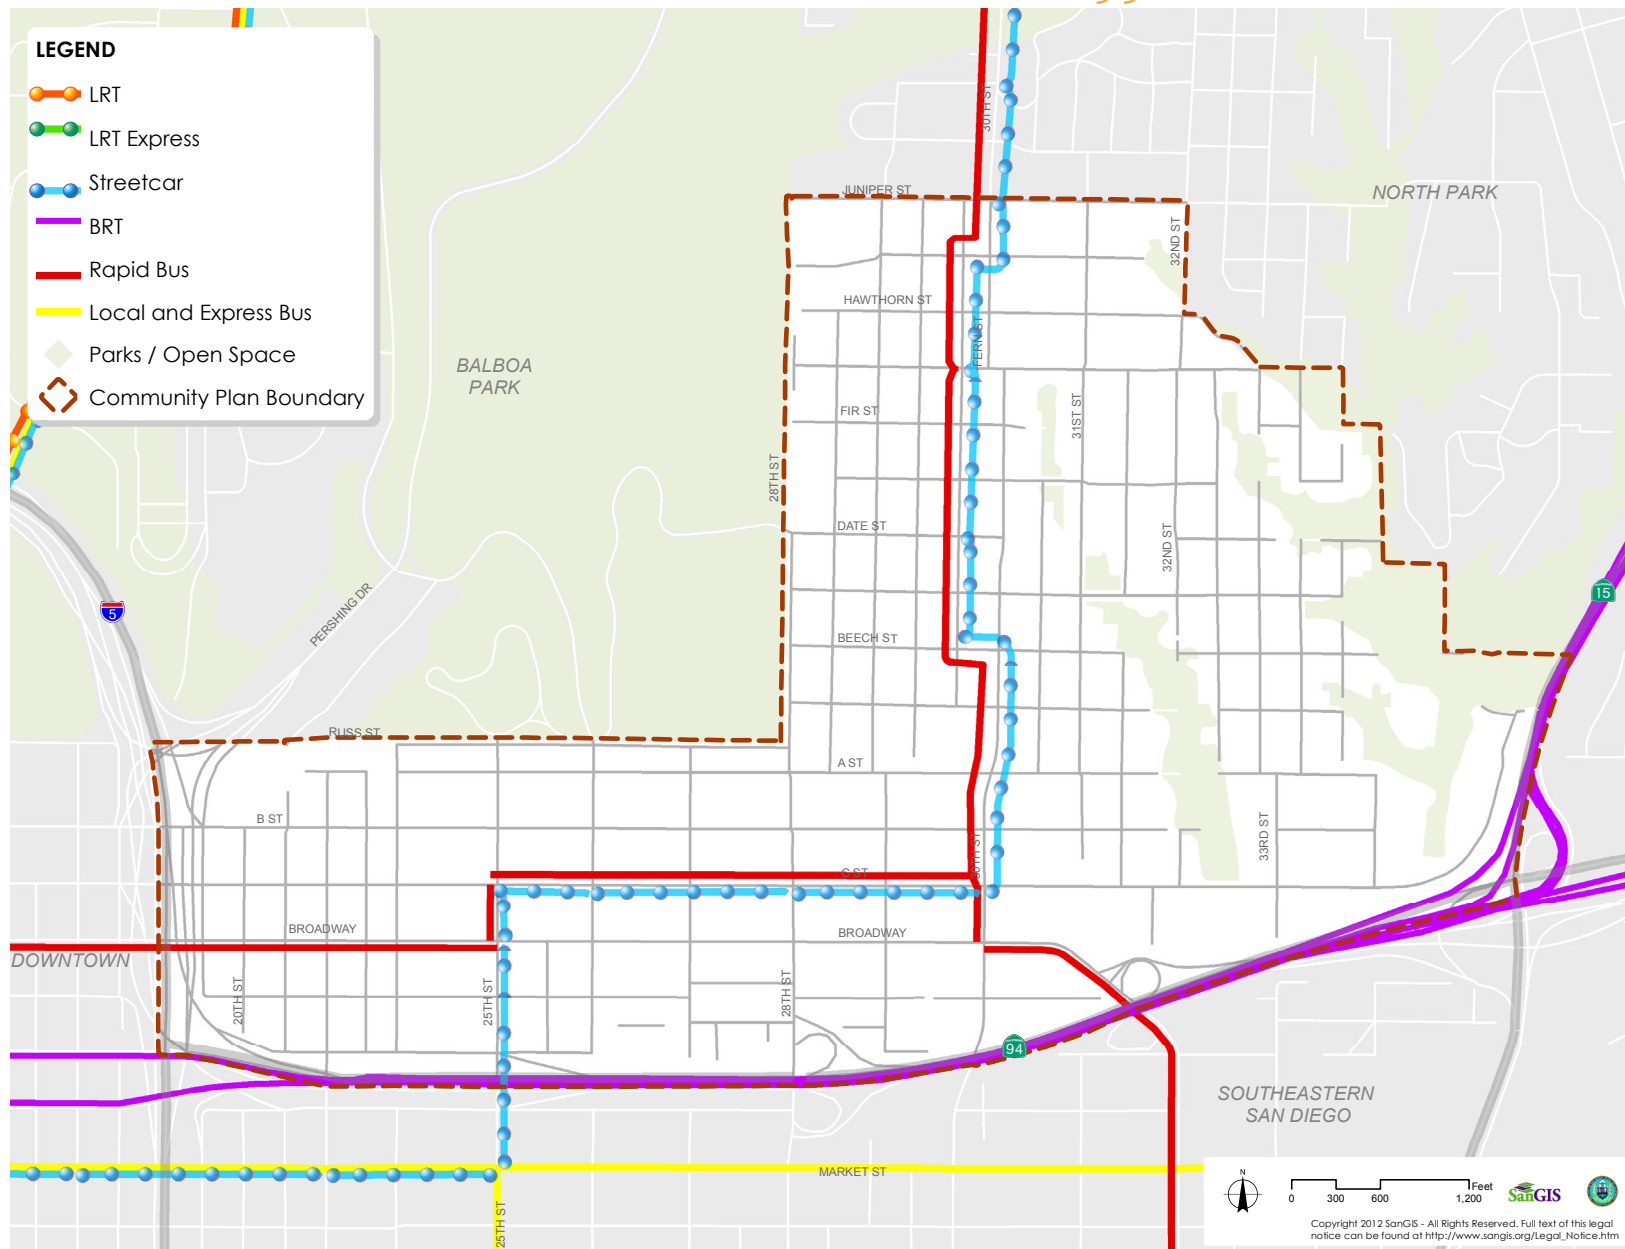 LEGEND
LRT
LRT Express
Streetcar
BRT
Rapid Bus
Local and Express Bus
Parks / Open Space
Community Plan Boundary
30TH ST
JUNIPER ST
NORTH PARK
32ND ST
HAWTHORN ST
FERN ST
BALBOA
PARK
FIR ST
31ST ST
28TH ST
DATE ST
32ND ST
15
5
PERSHING DR
BEECH ST
RUSS ST
A ST
B ST
33RD ST
30TH ST
C ST
BROADWAY
BROADWAY
DOWNTOWN
20TH ST
25TH ST
28TH ST
94
SOUTHEASTERN
SAN DIEGO
MARKET ST
25TH ST
N
Feet
0 300 600 1,200
SanGIS
Copyright 2012 SanGIS - All Rights Reserved. Full text of this legal
notice can be found at http://www.sangis.org/Legal_Notice.htm